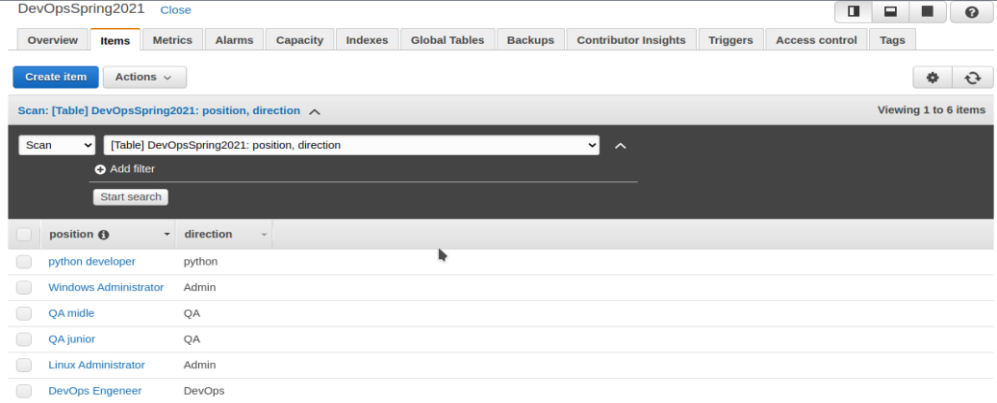 DevOpsSpring2021 Close
Overview Items Metrics Alarms Capacity Indexes Global Tables Backups Contributor Insights Triggers Access control Tags
Create item Actions
Scan: [Table] DevOpsSpring2021: position, direction Viewing 1 to 6 items
Scan [Table] DevOpsSpring2021: position, direction
Add filter
Start search
position direction
python developer python
Windows Administrator Admin
QA midle QA
QA junior QA
Linux Administrator Admin
DevOps Engeneer DevOps